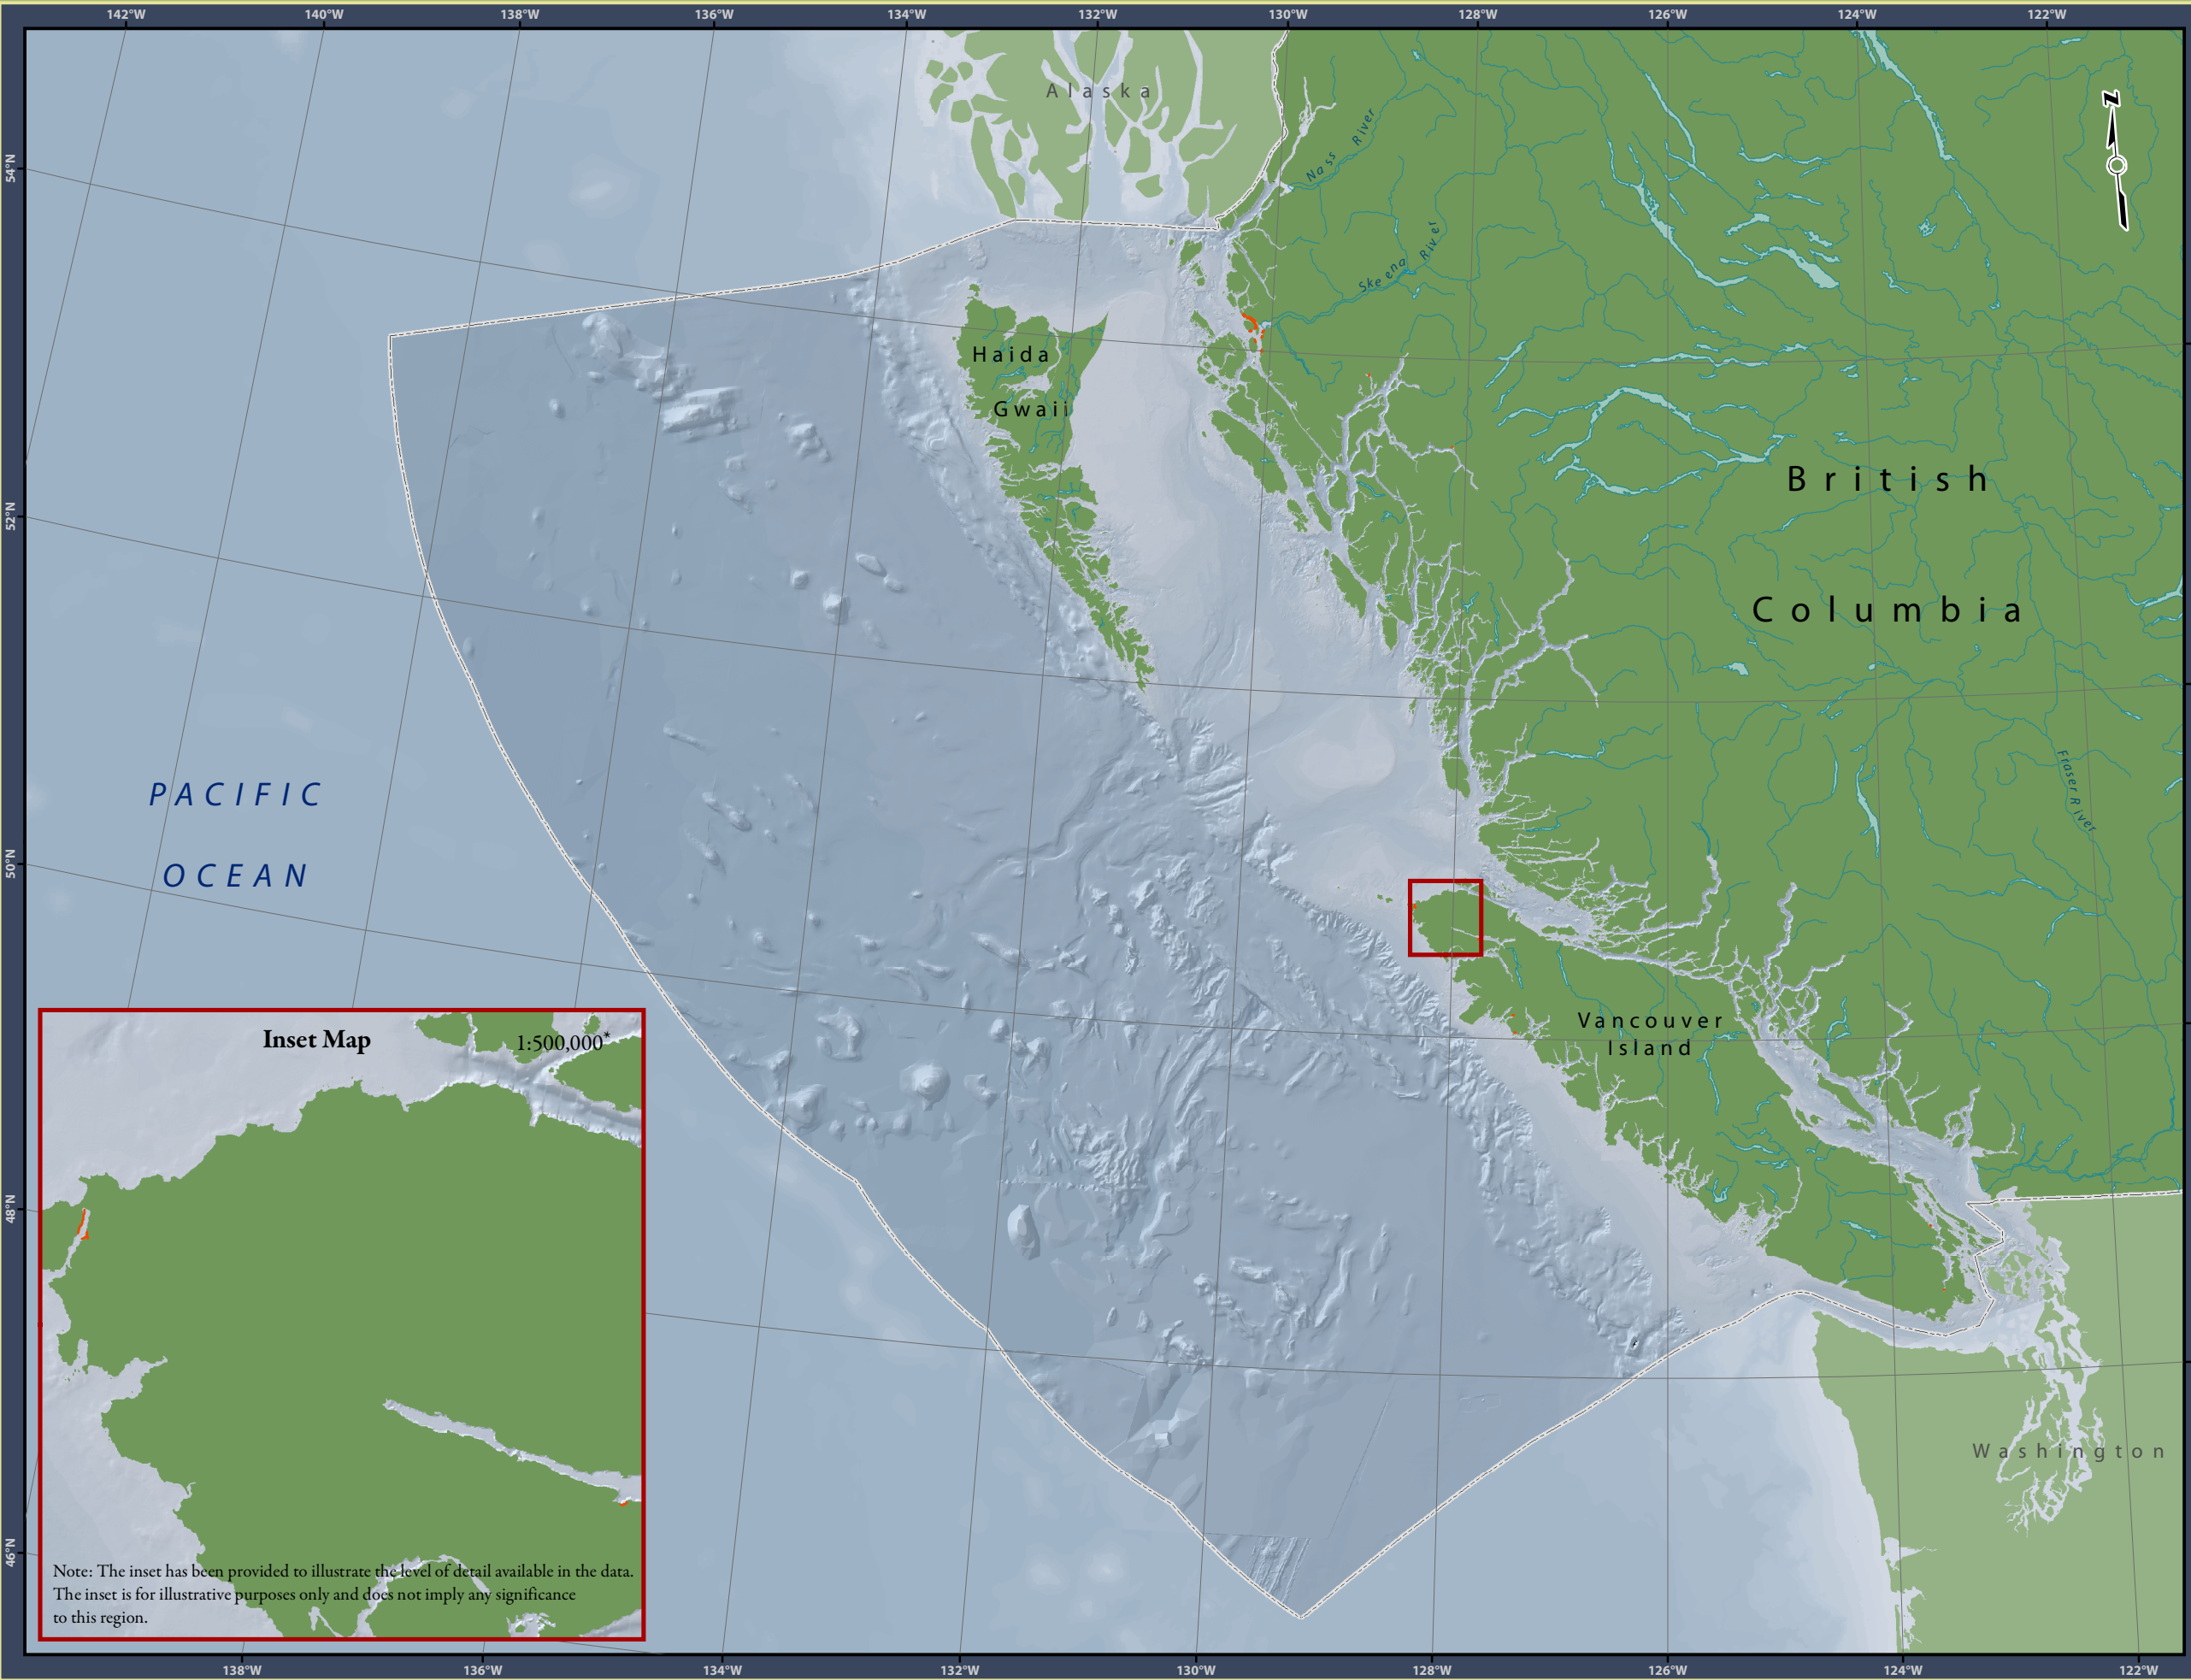 142°W 140°W 138°W 136°W 134°W 132°W 130°W 128°W 126°W 124°W 122°W
Alaska
N
Nass River
54°N
Skeena River
Haida
Gwaii
British
52°N
Columbia
PACIFIC
Fraser River
50°N
OCEAN
Vancouver
Island
Inset Map
1:500,000*
48°N
Washington
46°N
Note: The inset has been provided to illustrate the level of detail available in the data.
The inset is for illustrative purposes only and does not imply any significance
to this region.
138°W 136°W 134°W 132°W 130°W 128°W 126°W 124°W 122°W